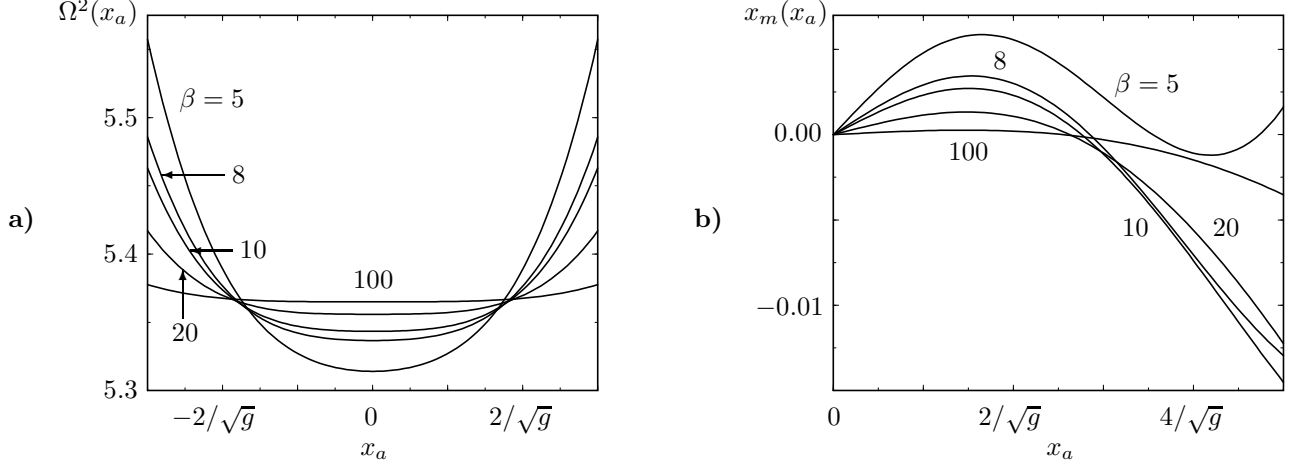 a)
Ω²(x_a)
5.5
5.4
5.3
β = 5
8
10
20
100
−2/√g
0
2/√g
x_a
b)
x_m(x_a)
0.00
−0.01
8
β = 5
100
10
20
0
2/√g
4/√g
x_a